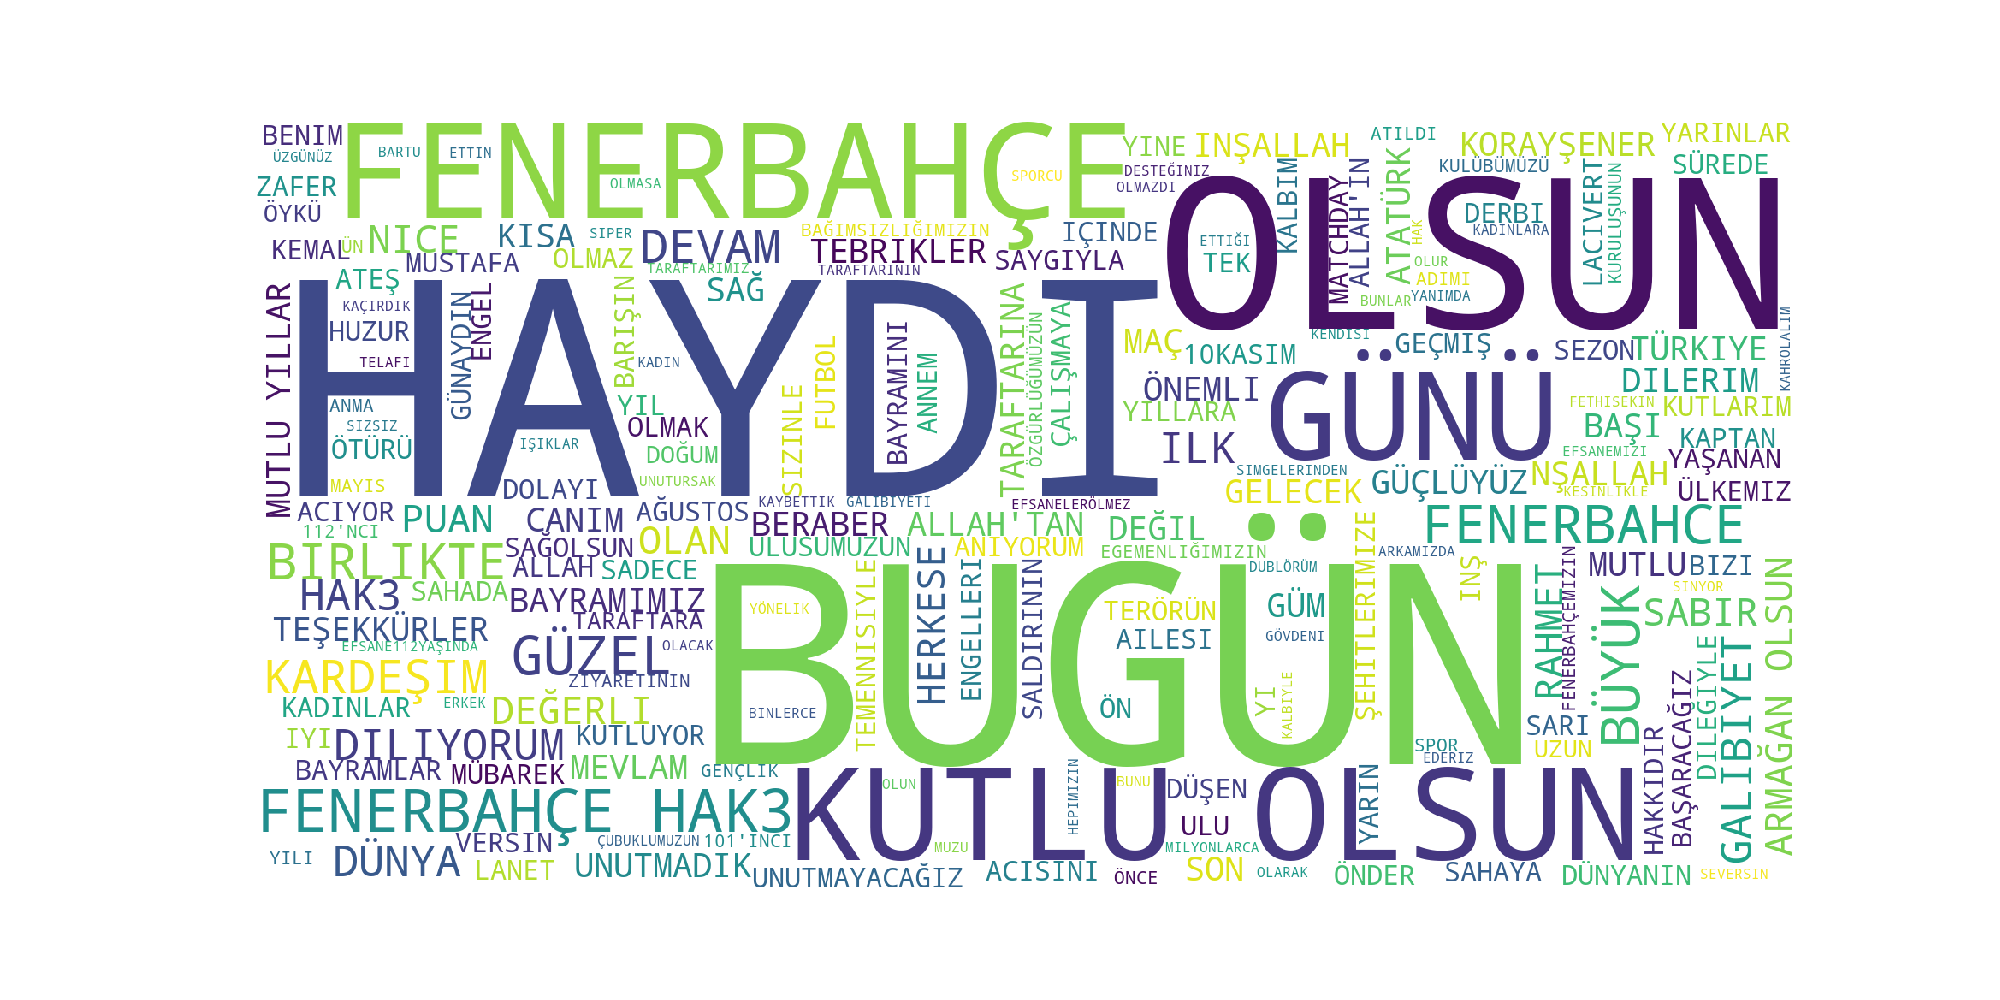 BENIM
FENERBAHÇE
YINE
INŞALLAH
ATILDI
KORAYŞENER
YARINLAR
ÜZGÜNÜZ
BARTU
ETTIN
SPORCU
DESTEĞINIZ
OLMAZDI
KALBIM
MATCHDAY
ALLAH'IN
ATATÜRK
KULÜBÜMÜZÜ
LACIVERT
KURULUŞUNUN
SÜREDE
ZAFER
OLMASA
OLSUN
ÖYKÜ
DERBI
KADINLARA
HAK
KEMAL
ÜN
NICE
KISA
SIPER
DEVAM
BAĞIMSIZLIĞIMIZIN
TEBRIKLER
IÇINDE
SAYGIYLA
ETTIĞI
TEK
OLUR
ADIMI
YANIMDA
BUNLAR
MUSTAFA
OLMAZ
TARAFTARIMIZ
TARAFTARININ
ATEŞ
SAĞ
MUTLU YILLAR
KAÇIRDIK
GÜNAYDIN
ENGEL
HAYDI
BARIŞIN
HUZUR
TELAFI
KADIN
SIZINLE
FUTBOL
BAYRAMINI
ANNEM
TARAFTARINA
ÖZGÜRLÜĞÜMÜZÜN
ÇALIŞMAYA
MAÇ
10KASIM
KENDISI
GEÇMIŞ
SEZON
TÜRKIYE
KAHROLALIM
ÖNEMLI
GÜNÜ
DILERIM
ANMA
SIZSIZ
YIL
OLMAK
YILLARA
FETHISEKIN
KUTLARIM
ÖTÜRÜ
IŞIKLAR
DOĞUM
ILK
BAŞI
KAPTAN
EFSANEMIZI
YAŞANAN
MAYIS
DOLAYI
UNUTURSAK
SIMGELERINDEN
GÜÇLÜYÜZ
NŞALLAH
KESINLIKLE
ÜLKEMIZ
ACIYOR
PUAN
CANIM
AĞUSTOS
KAYBETTIK
GALIBIYETI
EFSANELERÖLMEZ
GELECEK
112'NCI
BERABER
ALLAH'TAN
DEĞIL
FENERBAHCE
BIRLIKTE
SAĞOLSUN
OLAN
ULUSUMUZUN
ANIYORUM
EGEMENLIĞIMIZIN
ARKAMIZDA
ALLAH
SADECE
BUGÜN
DUBLÖRÜM
ŞEHITLERIMIZE
INŞ
FENERBAHÇEMIZIN
RAHMET
MUTLU
BIZI
SINYOR
HAK3
SAHADA
BAYRAMIMIZ
YÖNELIK
TEMENNISIYLE
HERKESE
ENGELLERI
SALDIRININ
TERÖRÜN
GÜM
BÜYÜK
SABIR
TEŞEKKÜRLER
TARAFTARA
AILESI
GÖVDENI
EFSANE112YAŞINDA
GÜZEL
OLACAK
KARDEŞIM
ZIYARETININ
ERKEK
KADINLAR
DEĞERLI
BINLERCE
ÖN
YI
KALBIYLE
SARI
DILEĞIYLE
GALIBIYET
ARMAĞAN OLSUN
IYI
DILIYORUM
KUTLUYOR
SPOR
EDERIZ
UZUN
HAKKIDIR
BAŞARACAĞIZ
BAYRAMLAR
MÜBAREK
MEVLAM
GENÇLIK
FENERBAHÇE HAK3
KUTLU OLSUN
OLUN
HEPIMIZIN
BUNU
DÜŞEN
YARIN
VERSIN
ÇUBUKLUMUZUN
101'INCI
ULU
YILI
DÜNYA
LANET
UNUTMADIK
MUZU
MILYONLARCA
UNUTMAYACAĞIZ
ACISINI
ÖNCE
SON
OLARAK
ÖNDER
SAHAYA
DÜNYANIN
SEVERSIN